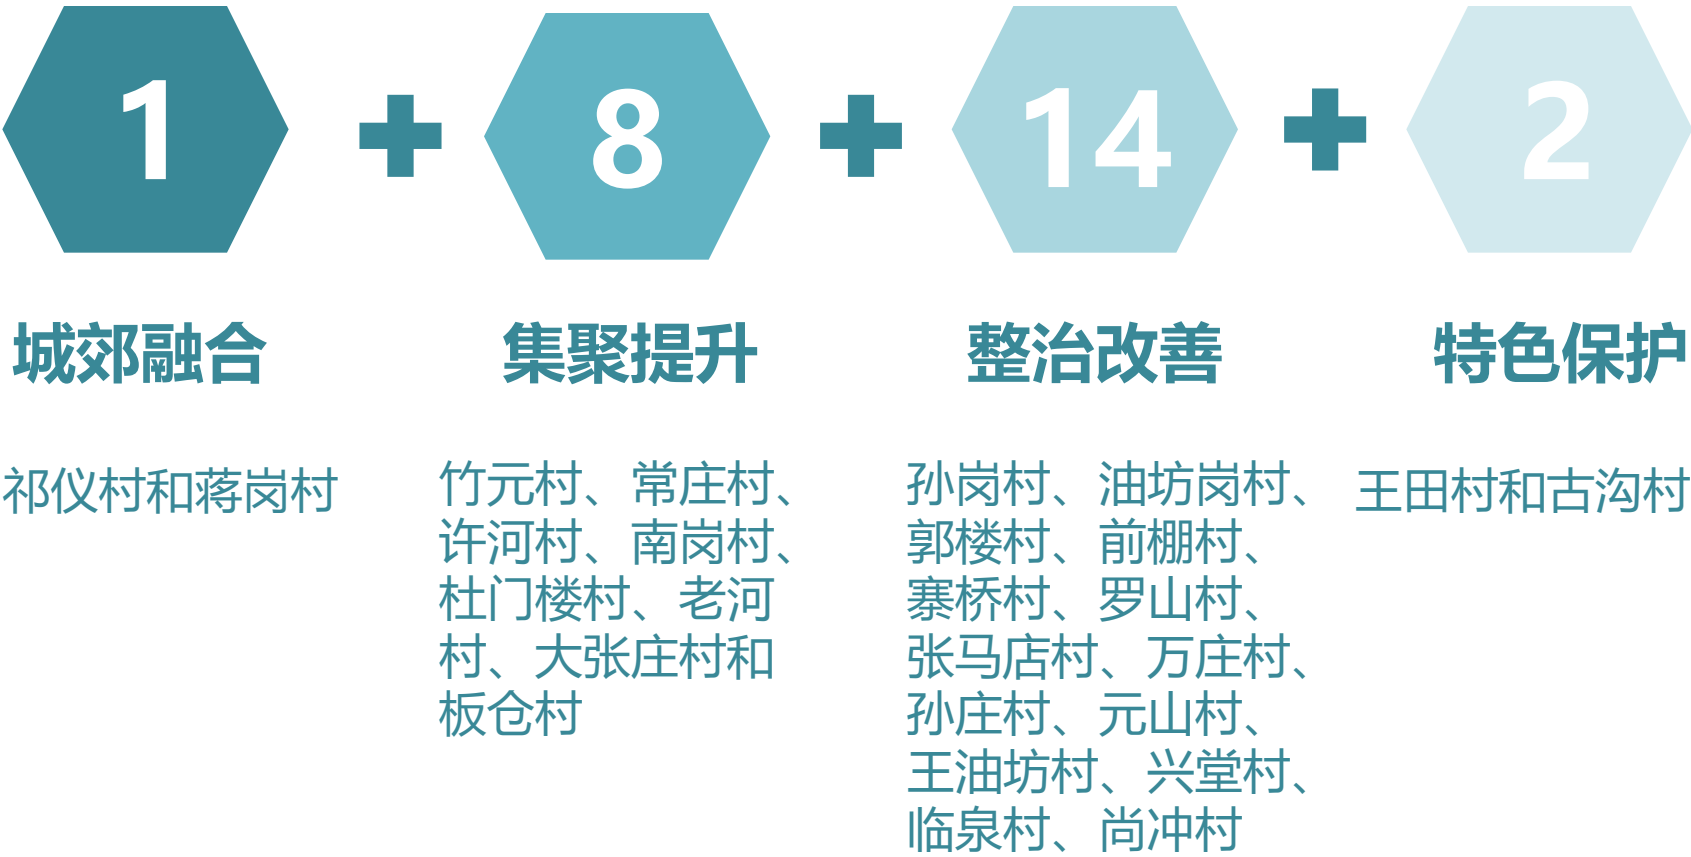 1
8
14
2
城郊融合
集聚提升
整治改善
特色保护
祁仪村和蒋岗村
竹元村、常庄村、
许河村、南岗村、
杜门楼村、老河
村、大张庄村和
板仓村
孙岗村、油坊岗村、
郭楼村、前棚村、
寨桥村、罗山村、
张马店村、万庄村、
孙庄村、元山村、
王油坊村、兴堂村、
临泉村、尚冲村
王田村和古沟村